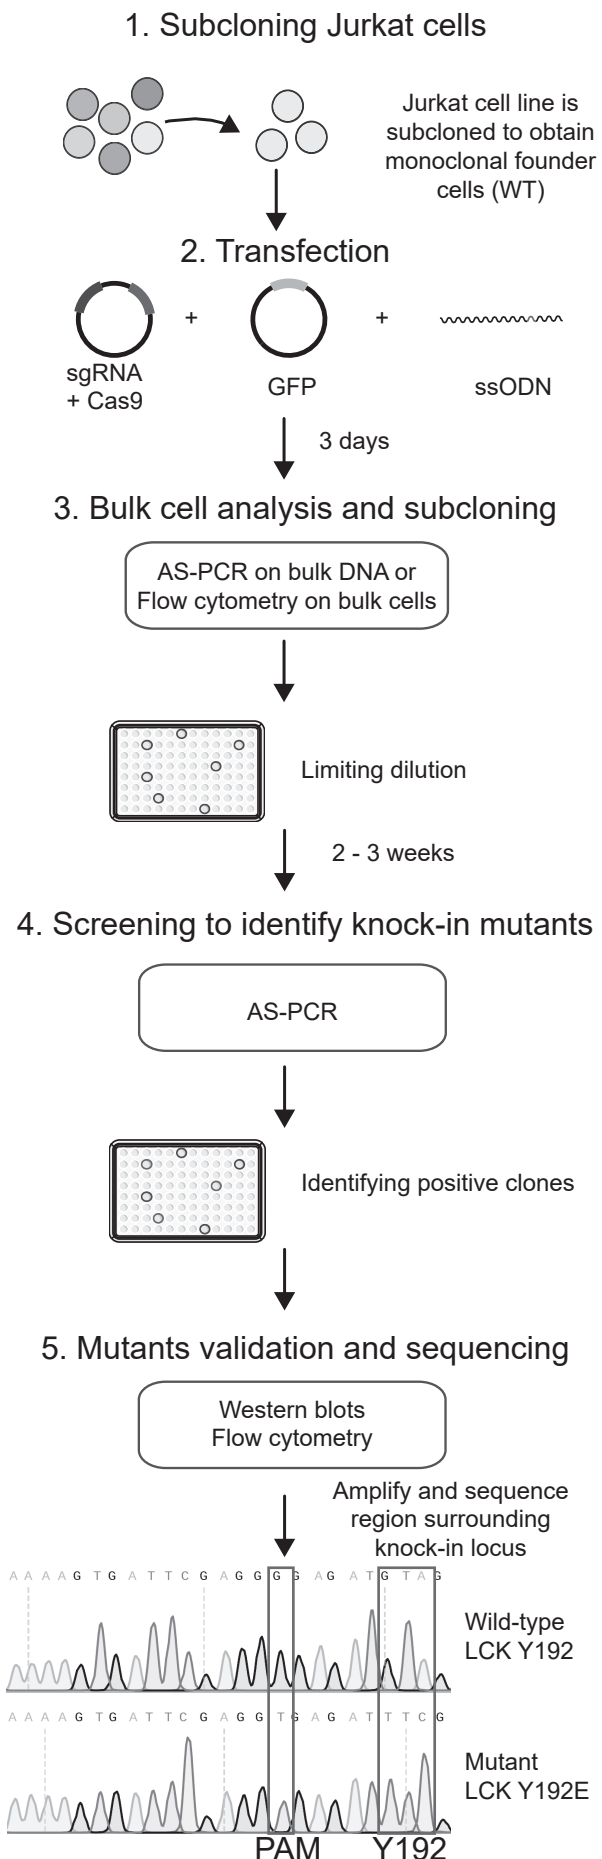 1. Subcloning Jurkat cells
Jurkat cell line is
subcloned to obtain
monoclonal founder
cells (WT)
2. Transfection
+
+
sgRNA
+ Cas9
GFP
ssODN
3 days
3. Bulk cell analysis and subcloning
AS-PCR on bulk DNA or
Flow cytometry on bulk cells
Limiting dilution
2 - 3 weeks
4. Screening to identify knock-in mutants
AS-PCR
Identifying positive clones
5. Mutants validation and sequencing
Western blots
Flow cytometry
Amplify and sequence
region surrounding
knock-in locus
A A A A G T G A T T C G A G G G G A G A T G T A G
Wild-type
LCK Y192
A A A A G T G A T T C G A G G T G A G A T T T C G
Mutant
LCK Y192E
PAM
Y192